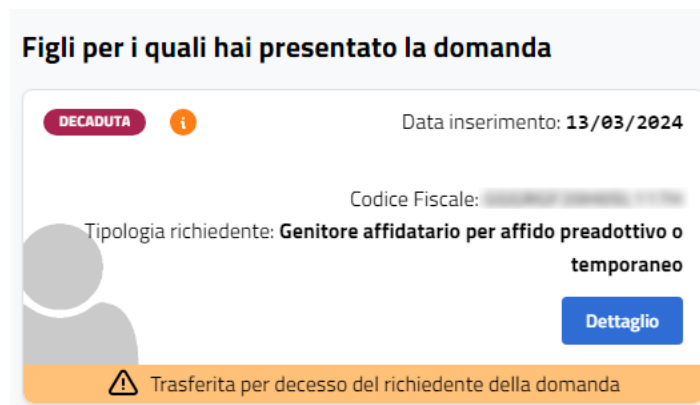 Figli per i quali hai presentato la domanda
DECADUTA
Data inserimento: 13/03/2024
Codice Fiscale:
Tipologia richiedente: Genitore affidatario per affido preadottivo o
temporaneo
Dettaglio
Trasferita per decesso del richiedente della domanda